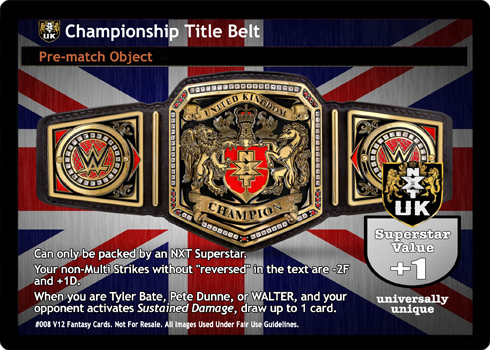 UK
Championship Title Belt
Pre-match Object
UNITED KINGDOM
NXT
W
W
CHAMPION
NXT
UK
Superstar
Value
+1
universally
unique
Can only be packed by an NXT Superstar.
Your non-Multi Strikes without "reversed" in the text are -2F
and +1D.
When you are Tyler Bate, Pete Dunne, or WALTER, and your
opponent activates Sustained Damage, draw up to 1 card.
#008 V12 Fantasy Cards. Not For Resale. All Images Used Under Fair Use Guidelines.